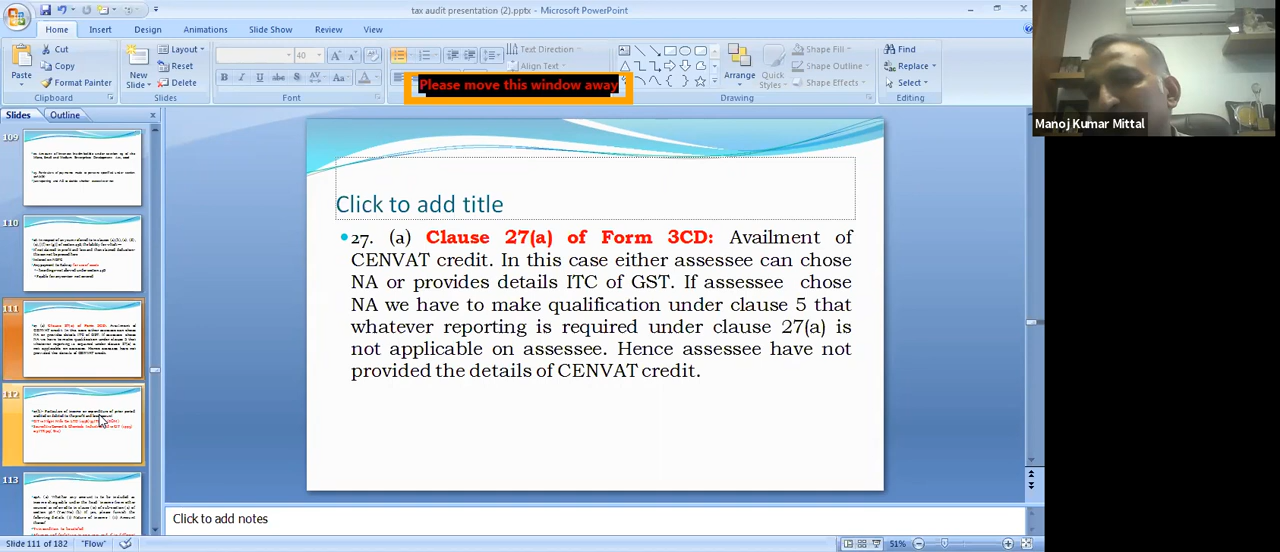 tax audit presentation (2).pptx - Microsoft PowerPoint
Home Insert Design Animations Slide Show Review View
Cut
Copy
Format Painter
Paste
Clipboard
New
Slide
Layout
Reset
Delete
Slides
40
Font
Text Direction
Align Text
Please move this window away
Arrange
Quick
Styles
Shape Fill
Shape Outline
Shape Effects
Drawing
Find
Replace
Select
Editing
Manoj Kumar Mittal
Slides Outline
109
110
111
112
113
Click to add title
27. (a) Clause 27(a) of Form 3CD: Availment of
CENVAT credit. In this case either assessee can chose
NA or provides details ITC of GST. If assessee chose
NA we have to make qualification under clause 5 that
whatever reporting is required under clause 27(a) is
not applicable on assessee. Hence assessee have not
provided the details of CENVAT credit.
Click to add notes
Slide 111 of 182
"Flow"
51%